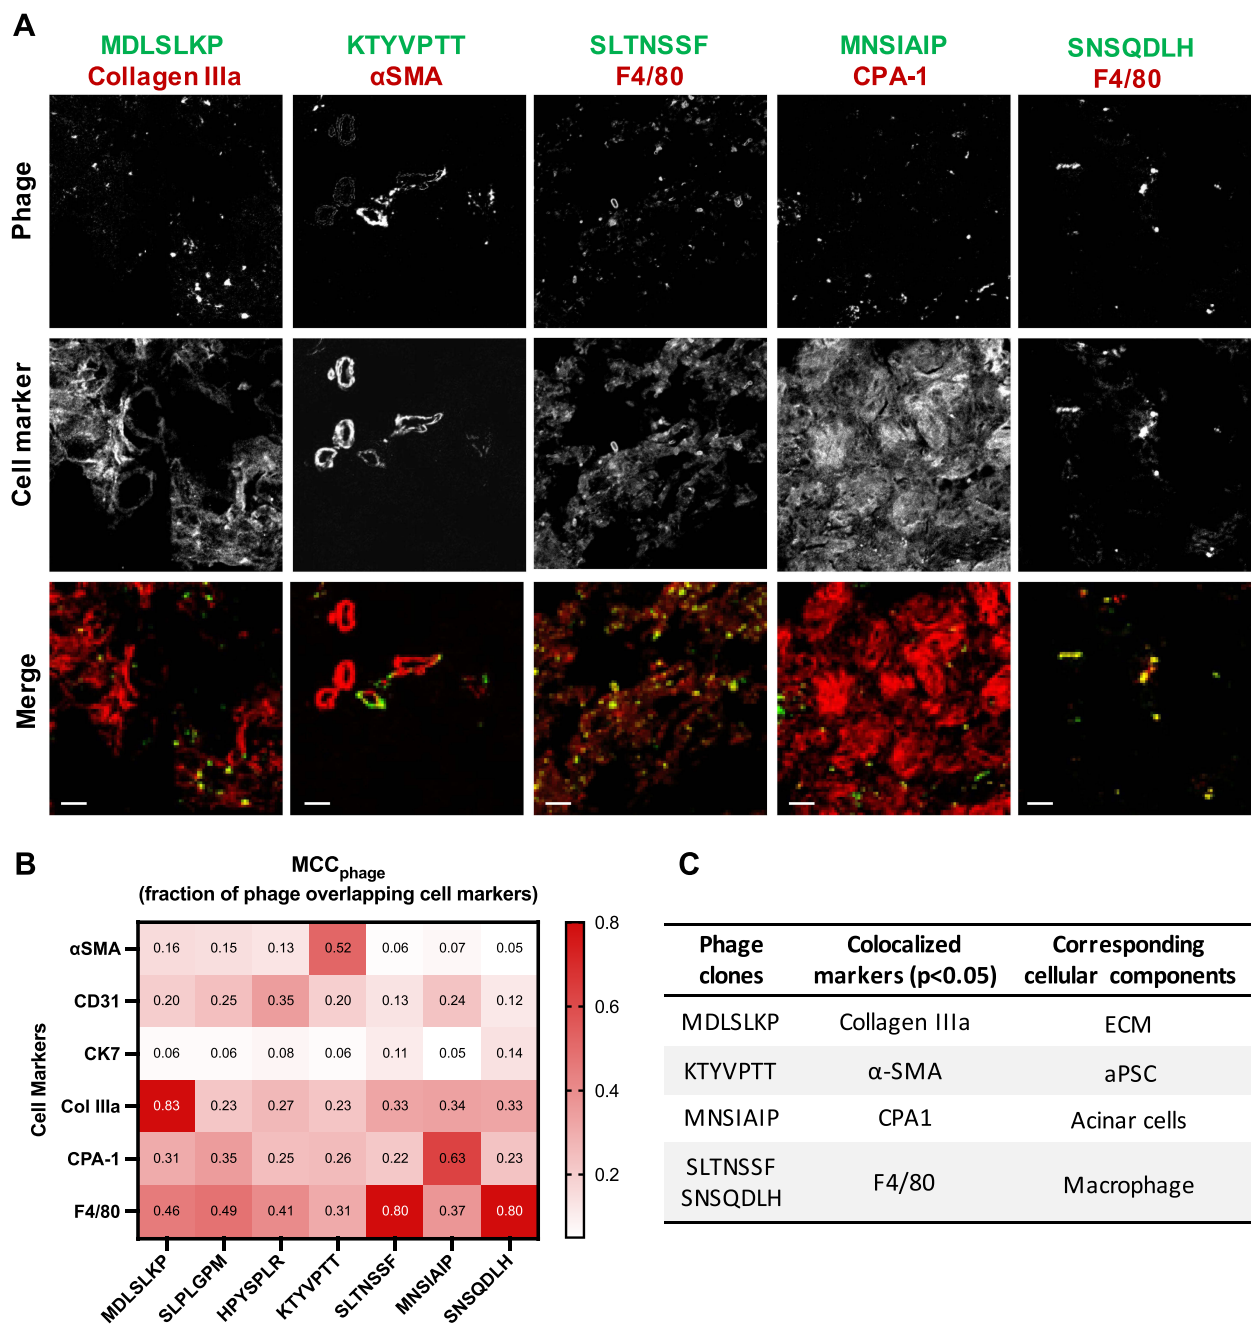 A
MDLSLKP
Collagen IIIa
KTYVPTT
αSMA
SLTNSSF
F4/80
MNSIAIP
CPA-1
SNSQDLH
F4/80
Phage
Cell marker
Merge
B
MCCphage
(fraction of phage overlapping cell markers)
Cell Markers
αSMA 0.16 0.15 0.13 0.52 0.06 0.07 0.05
CD31 0.20 0.25 0.35 0.20 0.13 0.24 0.12
CK7 0.06 0.06 0.08 0.06 0.11 0.05 0.14
Col IIIa 0.83 0.23 0.27 0.23 0.33 0.34 0.33
CPA-1 0.31 0.35 0.25 0.26 0.22 0.63 0.23
F4/80 0.46 0.49 0.41 0.31 0.80 0.37 0.80
MDLSLKP
SLPLGPM
HPYSPLR
KTYVPTT
SLTNSSF
MNSIAIP
SNSQDLH
0.8
0.6
0.4
0.2
C
Phage
clones
Colocalized
markers (p<0.05)
Corresponding
cellular components
MDLSLKP Collagen IIIa ECM
KTYVPTT α-SMA aPSC
MNSIAIP CPA1 Acinar cells
SLTNSSF
SNSQDLH
F4/80 Macrophage